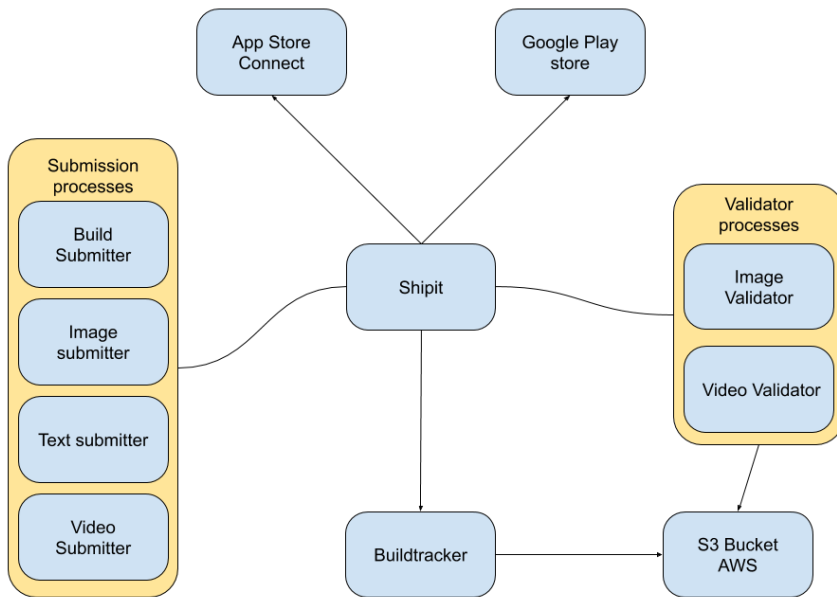 App Store
Connect
Google Play
store
Submission
processes
Build
Submitter
Image
submitter
Text submitter
Video
Submitter
Shipit
Validator
processes
Image
Validator
Video Validator
Buildtracker
S3 Bucket
AWS